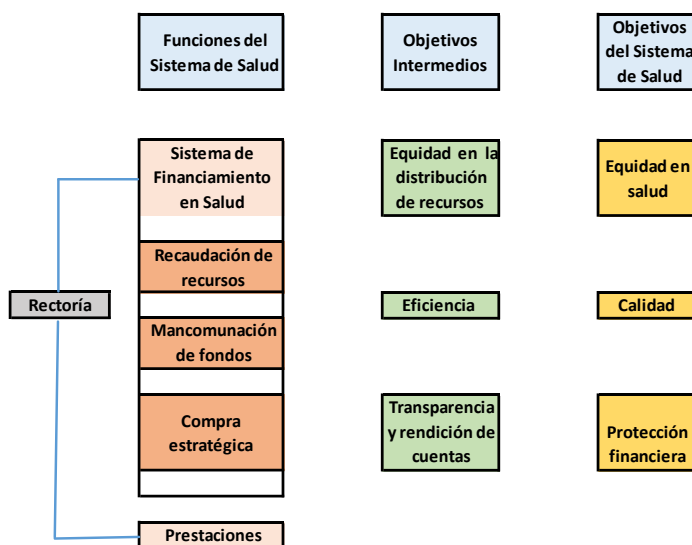 Funciones del
Sistema de Salud
Objetivos
Intermedios
Objetivos
del Sistema
de Salud
Sistema de
Financiamiento
en Salud
Equidad en la
distribución
de recursos
Equidad en
salud
Recaudación de
recursos
Rectoría
Eficiencia
Calidad
Mancomunación
de fondos
Compra
estratégica
Transparencia
y rendición de
cuentas
Protección
financiera
Prestaciones